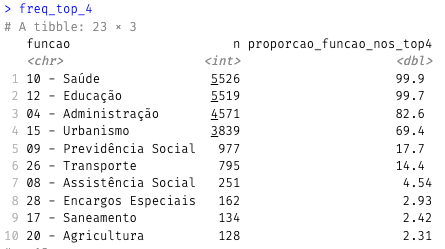 > freq_top_4
# A tibble: 23 × 3
funcao n proporcao_funcao_nos_top4
<chr> <int> <dbl>
1 10 - Saúde 5526 99.9
2 12 - Educação 5519 99.7
3 04 - Administração 4571 82.6
4 15 - Urbanismo 3839 69.4
5 09 - Previdência Social 977 17.7
6 26 - Transporte 795 14.4
7 08 - Assistência Social 251 4.54
8 28 - Encargos Especiais 162 2.93
9 17 - Saneamento 134 2.42
10 20 - Agricultura 128 2.31